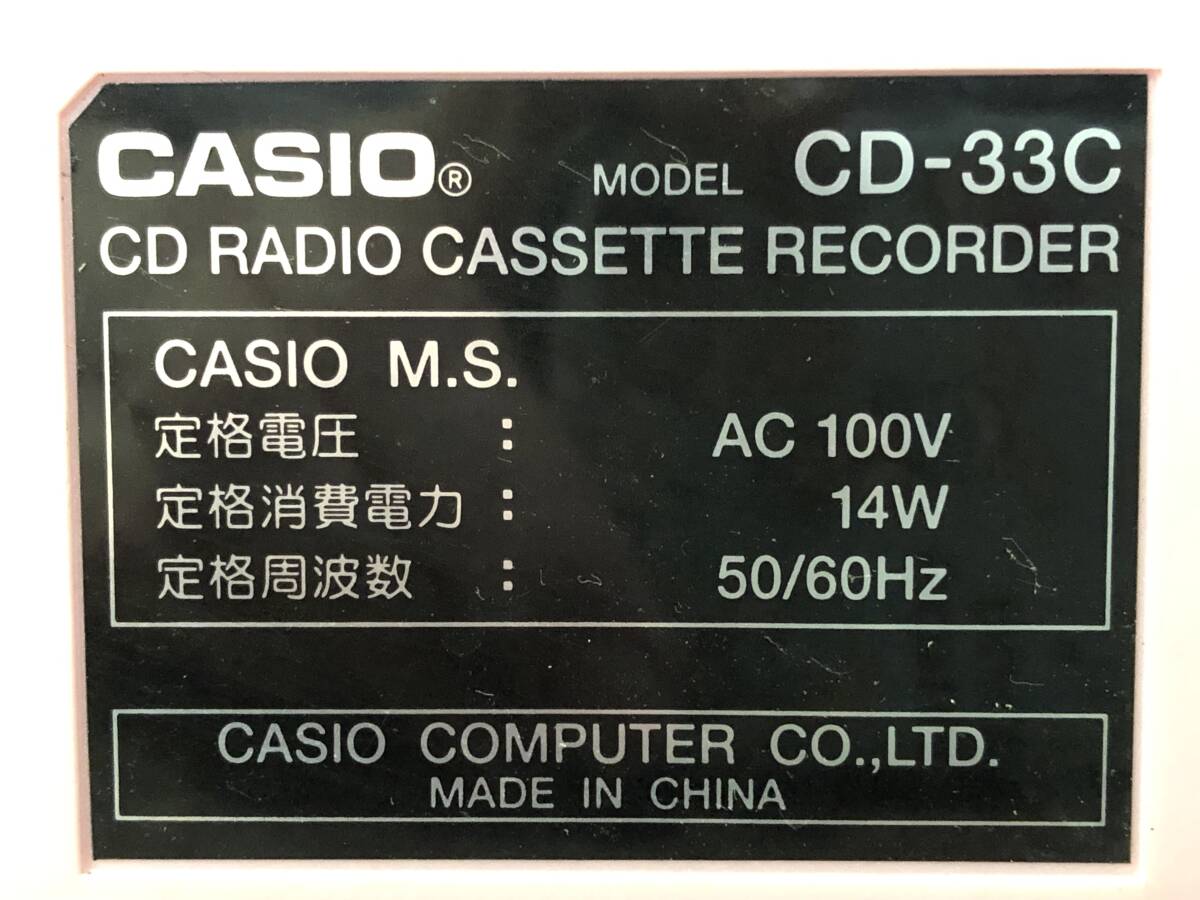 CASIO® MODEL CD-33C
CD RADIO CASSETTE RECORDER
CASIO M.S.
定格電圧 : AC 100V
定格消費電力 : 14W
定格周波数 : 50/60Hz
CASIO COMPUTER CO.,LTD.
MADE IN CHINA